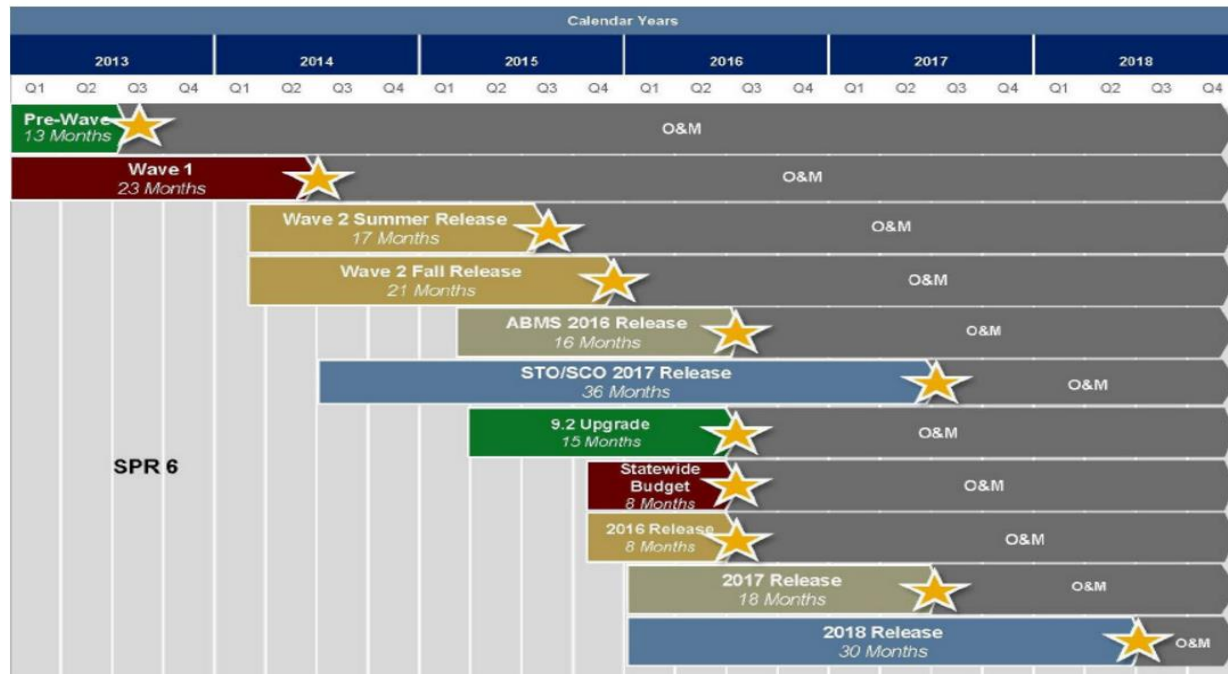 Calendar Years
2013 2014 2015 2016 2017 2018
Q1 Q2 Q3 Q4 Q1 Q2 Q3 Q4 Q1 Q2 Q3 Q4 Q1 Q2 Q3 Q4 Q1 Q2 Q3 Q4 Q1 Q2 Q3 Q4
Pre-Wave
13 Months
O&M
Wave 1
23 Months
O&M
Wave 2 Summer Release
17 Months
O&M
Wave 2 Fall Release
21 Months
O&M
ABMS 2016 Release
16 Months
O&M
STO/SCO 2017 Release
36 Months
O&M
9.2 Upgrade
15 Months
O&M
SPR 6
Statewide
Budget
8 Months
O&M
2016 Release
8 Months
O&M
2017 Release
18 Months
O&M
2018 Release
30 Months
O&M